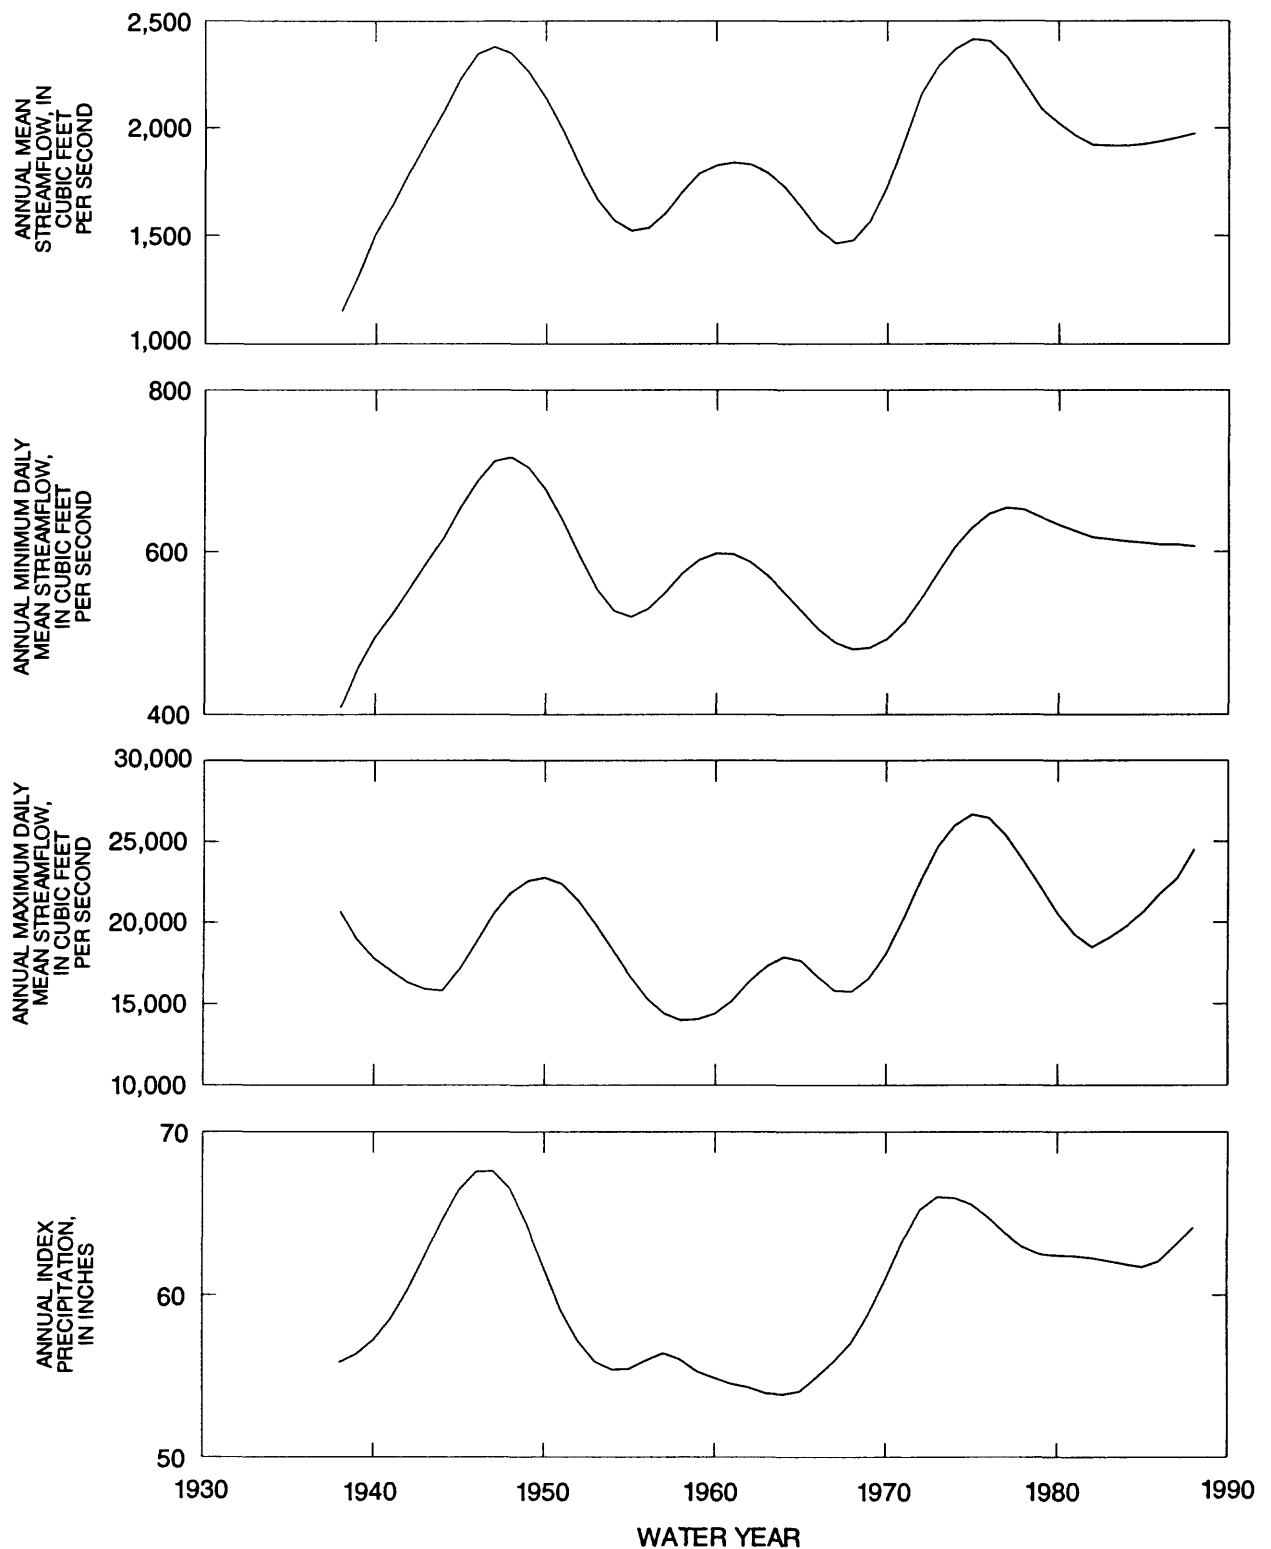 2,500
2,000
1,500
1,000
ANNUAL MEAN
STREAMFLOW, IN
CUBIC FEET
PER SECOND
800
600
400
ANNUAL MINIMUM DAILY
MEAN STREAMFLOW,
IN CUBIC FEET
PER SECOND
30,000
25,000
20,000
15,000
10,000
ANNUAL MAXIMUM DAILY
MEAN STREAMFLOW,
IN CUBIC FEET
PER SECOND
70
60
50
ANNUAL INDEX
PRECIPITATION,
IN INCHES
1930 1940 1950 1960 1970 1980 1990
WATER YEAR